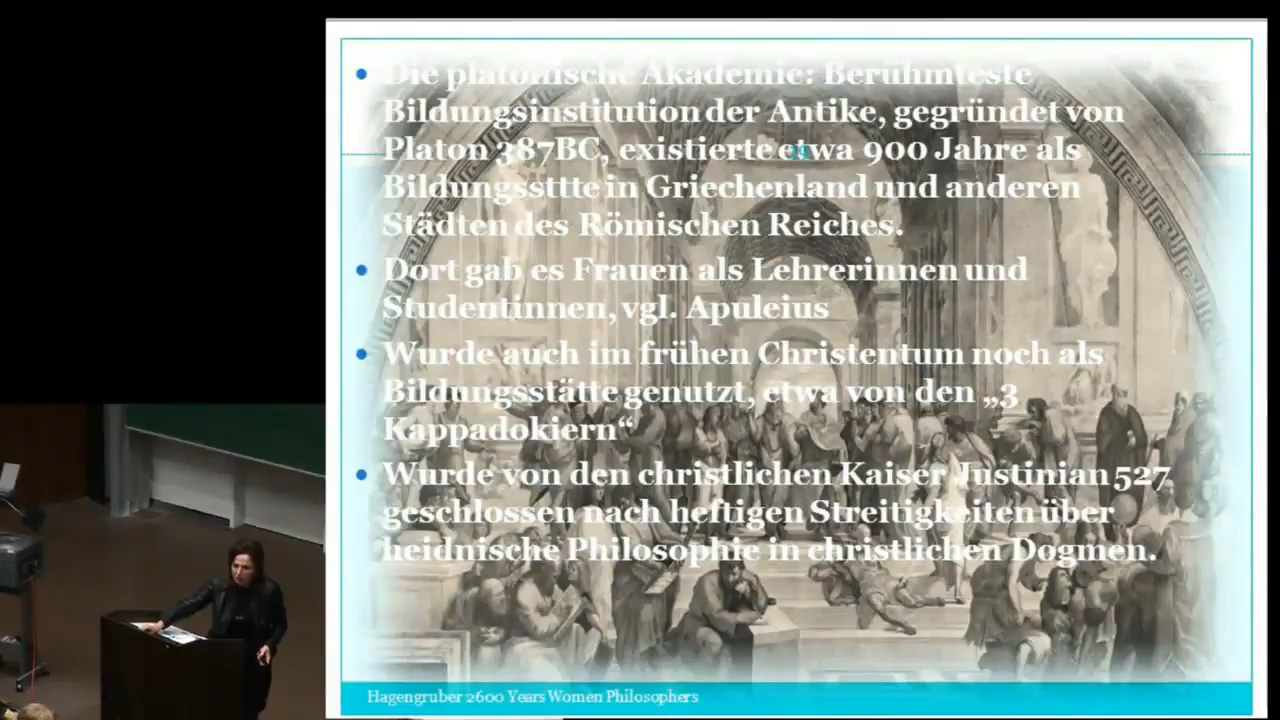 Die platonische Akademie: Berühmteste
Bildungsinstitution der Antike, gegründet von
Platon 387BC, existierte etwa 900 Jahre als
19
Bildungssttte in Griechenland und anderen
Städten des Römischen Reiches.
Dort gab es Frauen als Lehrerinnen und
Studentinnen, vgl. Apuleius
Wurde auch im frühen Christentum noch als
Bildungsstätte genutzt, etwa von den „3
Kappadokiern“
Wurde von den christlichen Kaiser Justinian 527
geschlossen nach heftigen Streitigkeiten über
heidnische Philosophie in christlichen Dogmen.
Hagengruber 2600 Years Women Philosophers